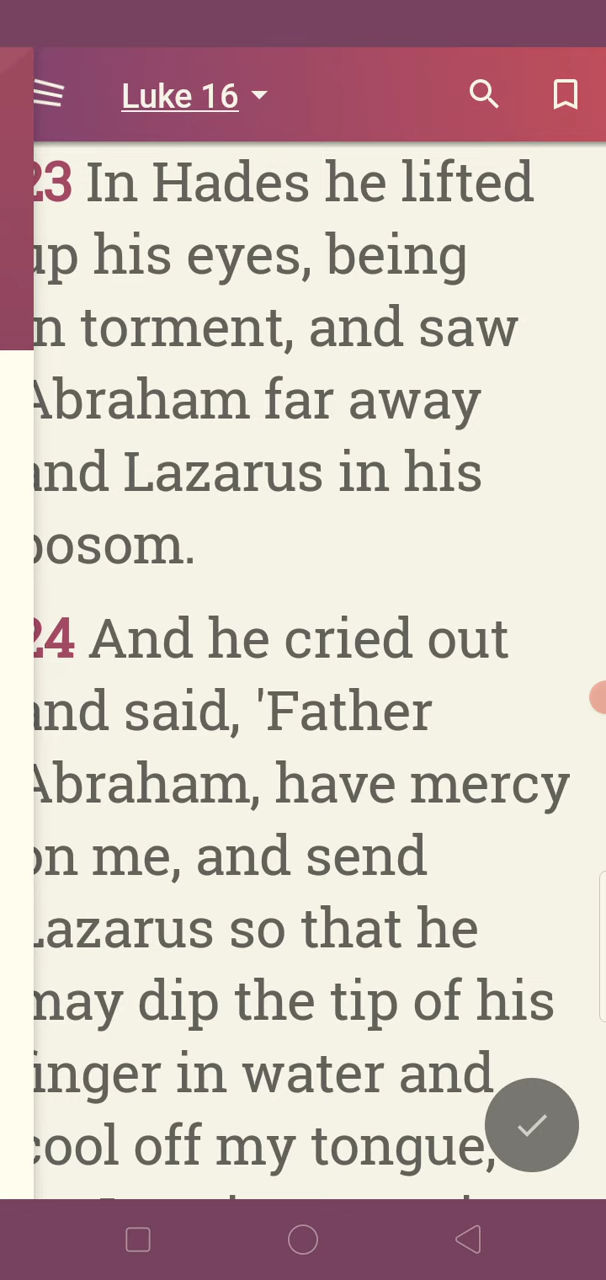 Luke 16
23 In Hades he lifted
up his eyes, being
in torment, and saw
Abraham far away
and Lazarus in his
bosom.
24 And he cried out
and said, 'Father
Abraham, have mercy
on me, and send
Lazarus so that he
may dip the tip of his
finger in water and
cool off my tongue,